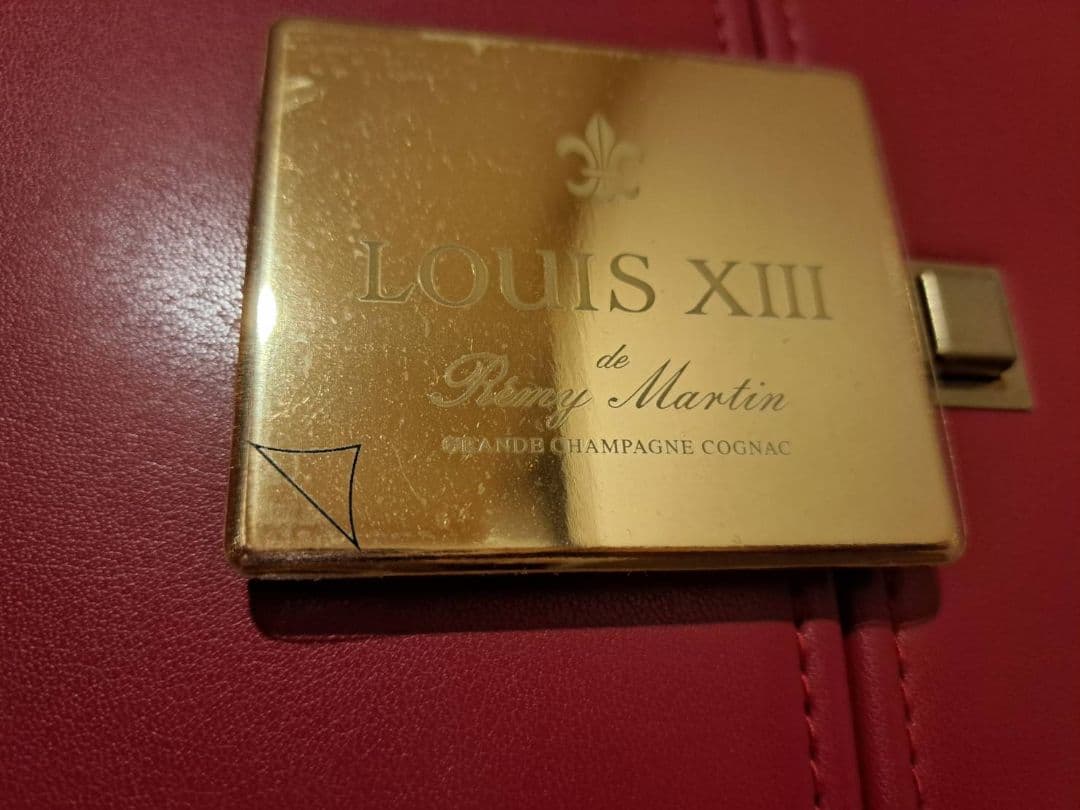 LOUIS XIII
de
Rémy Martin
GRANDE CHAMPAGNE COGNAC